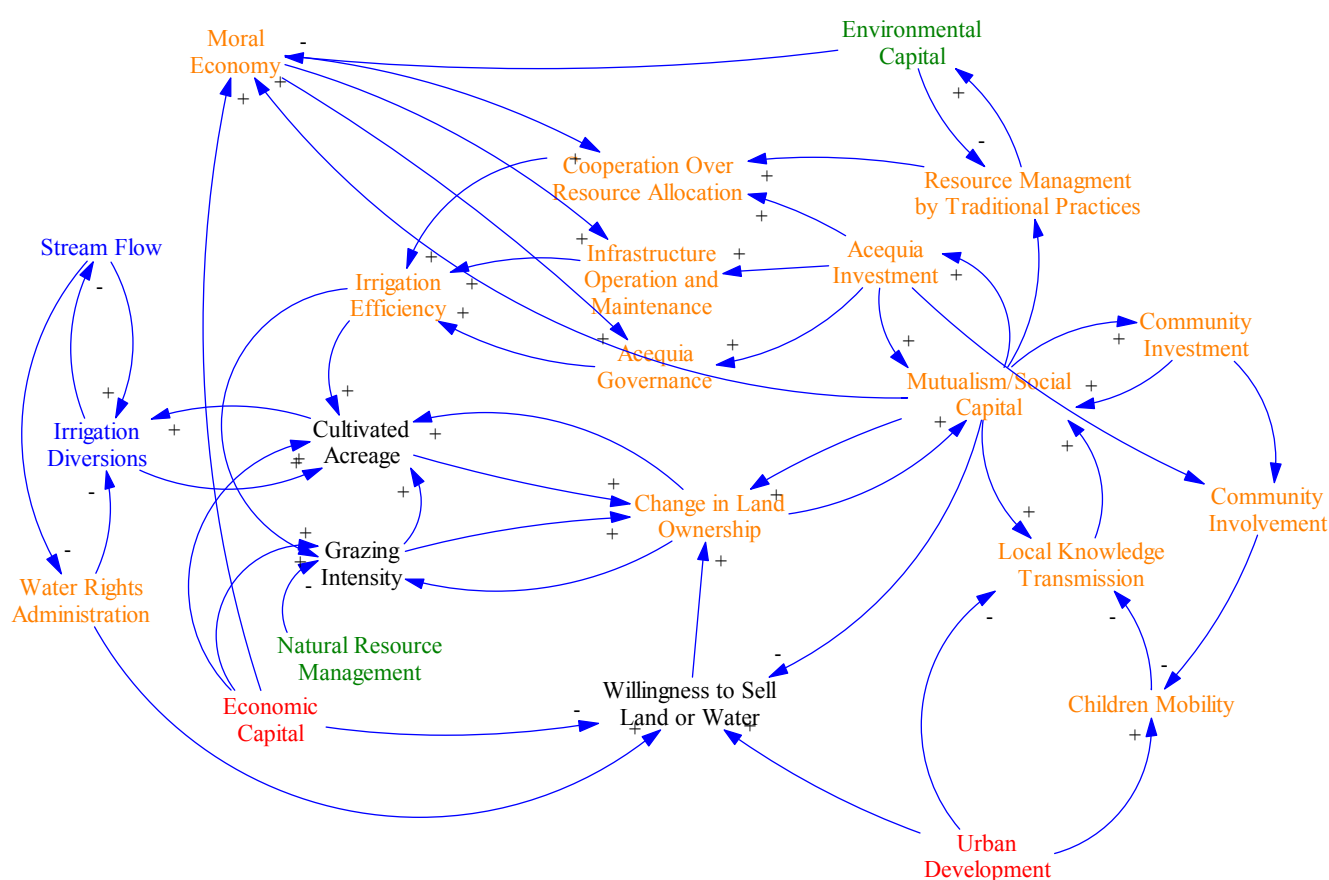 Moral
Economy
Environmental
Capital
Cooperation Over
Resource Allocation
Resource Managment
by Traditional Practices
Stream Flow
Infrastructure
Operation and
Maintenance
Acequia
Investment
Irrigation
Efficiency
Community
Investment
Acequia
Governance
Mutualism/Social
Capital
Irrigation
Diversions
Cultivated
Acreage
Change in Land
Ownership
Community
Involvement
Grazing
Intensity
Local Knowledge
Transmission
Water Rights
Administration
Natural Resource
Management
Economic
Capital
Willingness to Sell
Land or Water
Children Mobility
Urban
Development